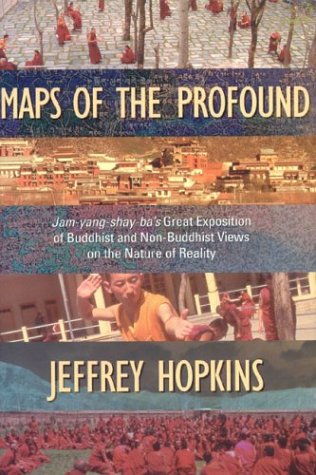 MAPS OF THE PROFOUND
Jam-yang-shay-ba's Great Exposition
of Buddhist and Non-Buddhist Views
on the Nature of Reality
JEFFREY HOPKINS